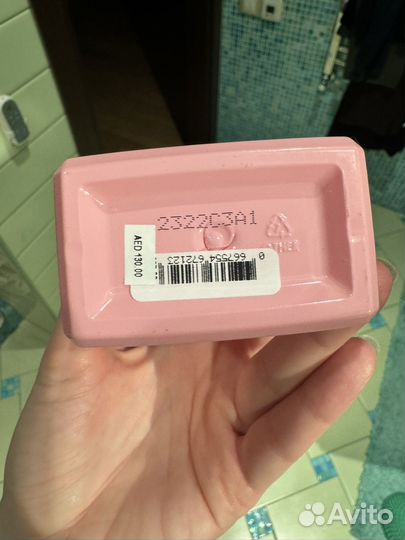 2322C3A1
OTHER
AED 130.00
0 667554 672123
Avito